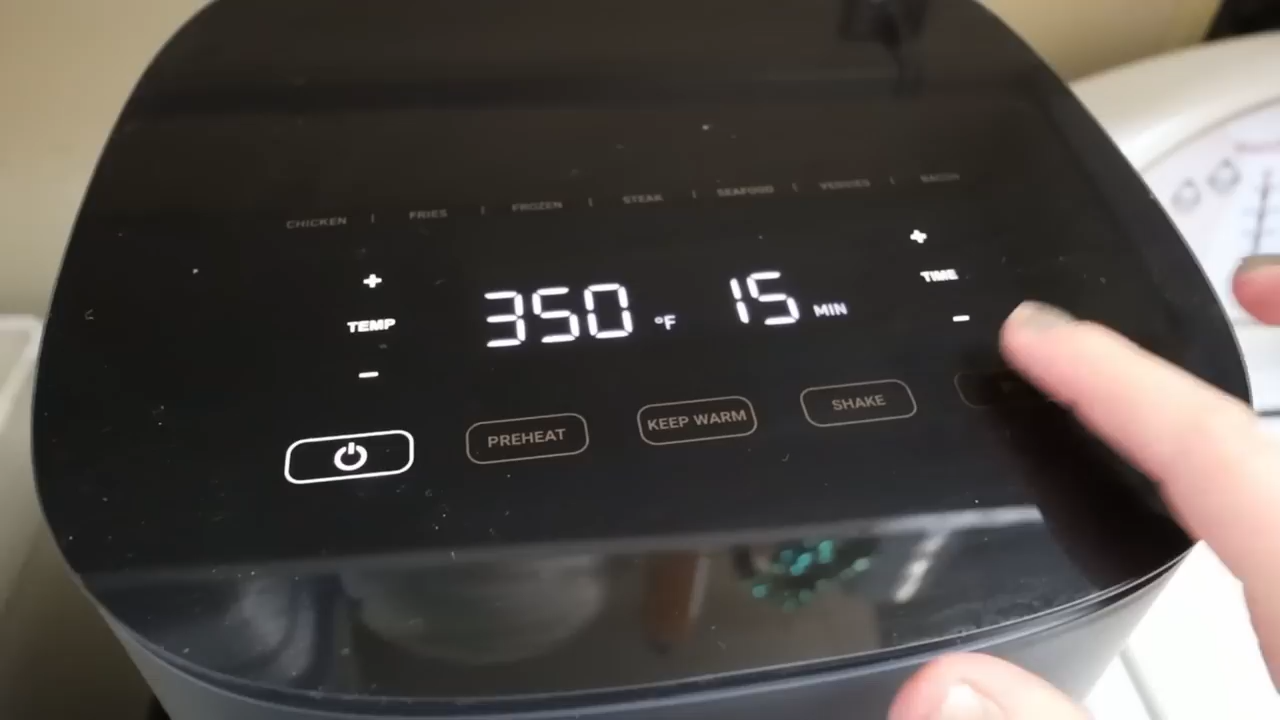 CHICKEN | FRIES | FROZEN | STEAK | SEAFOOD | VEGGIES | BACON
+ +
TEMP 350 °F 15 MIN TIME
- -
PREHEAT KEEP WARM SHAKE